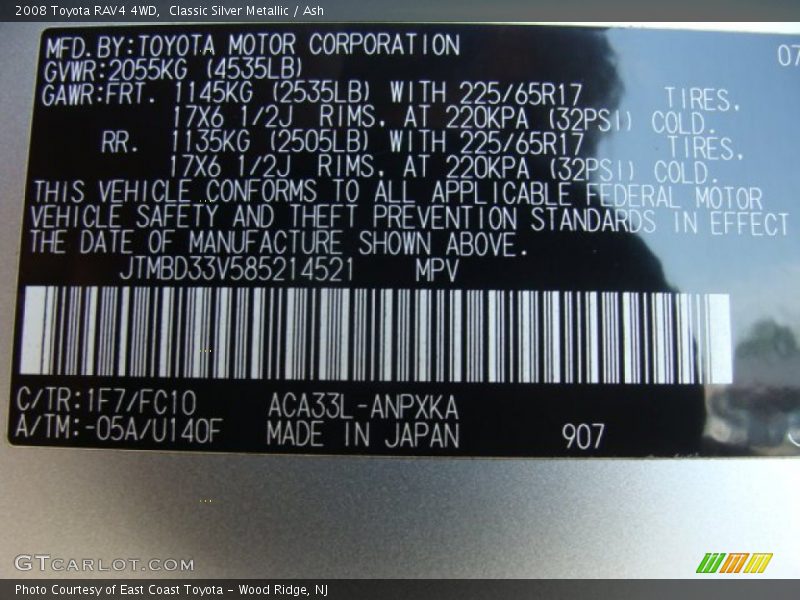 2008 Toyota RAV4 4WD,  Classic Silver Metallic / Ash
MFD.BY:TOYOTA MOTOR CORPORATION 07
GVWR:2055KG (4535LB)
GAWR:FRT. 1145KG (2535LB) WITH 225/65R17 TIRES.
17X6 1/2J RIMS. AT 220KPA (32PSI) COLD.
RR. 1135KG (2505LB) WITH 225/65R17 TIRES.
17X6 1/2J RIMS. AT 220KPA (32PSI) COLD.
THIS VEHICLE CONFORMS TO ALL APPLICABLE FEDERAL MOTOR
VEHICLE SAFETY AND THEFT PREVENTION STANDARDS IN EFFECT
THE DATE OF MANUFACTURE SHOWN ABOVE.
JTMBD33V585214521 MPV
C/TR:1F7/FC10 ACA33L-ANPXKA
A/TM:-05A/U140F MADE IN JAPAN 907
GTCARLOT.COM
Photo Courtesy of East Coast Toyota - Wood Ridge, NJ